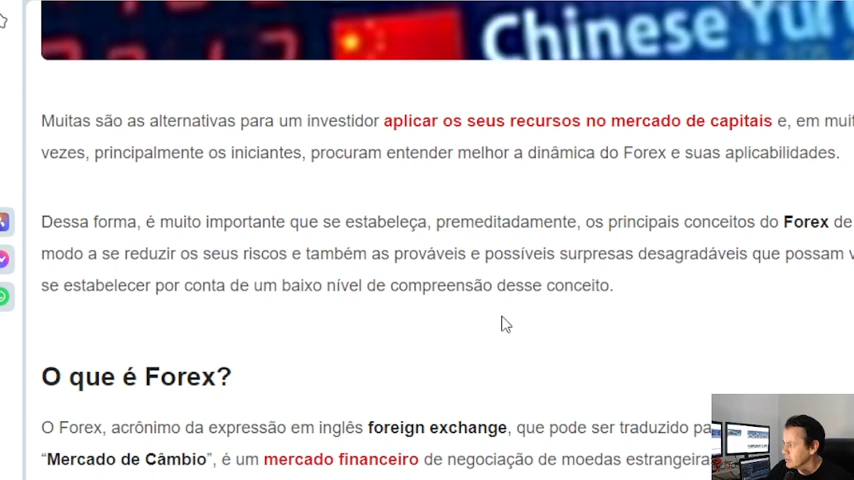 Chinese Yu
Muitas são as alternativas para um investidor aplicar os seus recursos no mercado de capitais e, em
vezes, principalmente os iniciantes, procuram entender melhor a dinâmica do Forex e suas aplicabilidades.
Dessa forma, é muito importante que se estabeleça, premeditadamente, os principais conceitos do Forex de
modo a se reduzir os seus riscos e também as prováveis e possíveis surpresas desagradáveis que possam
se estabelecer por conta de um baixo nível de compreensão desse conceito.
O que é Forex?
O Forex, acrônimo da expressão em inglês foreign exchange, que pode ser traduzido
“Mercado de Câmbio”, é um mercado financeiro de negociação de moedas